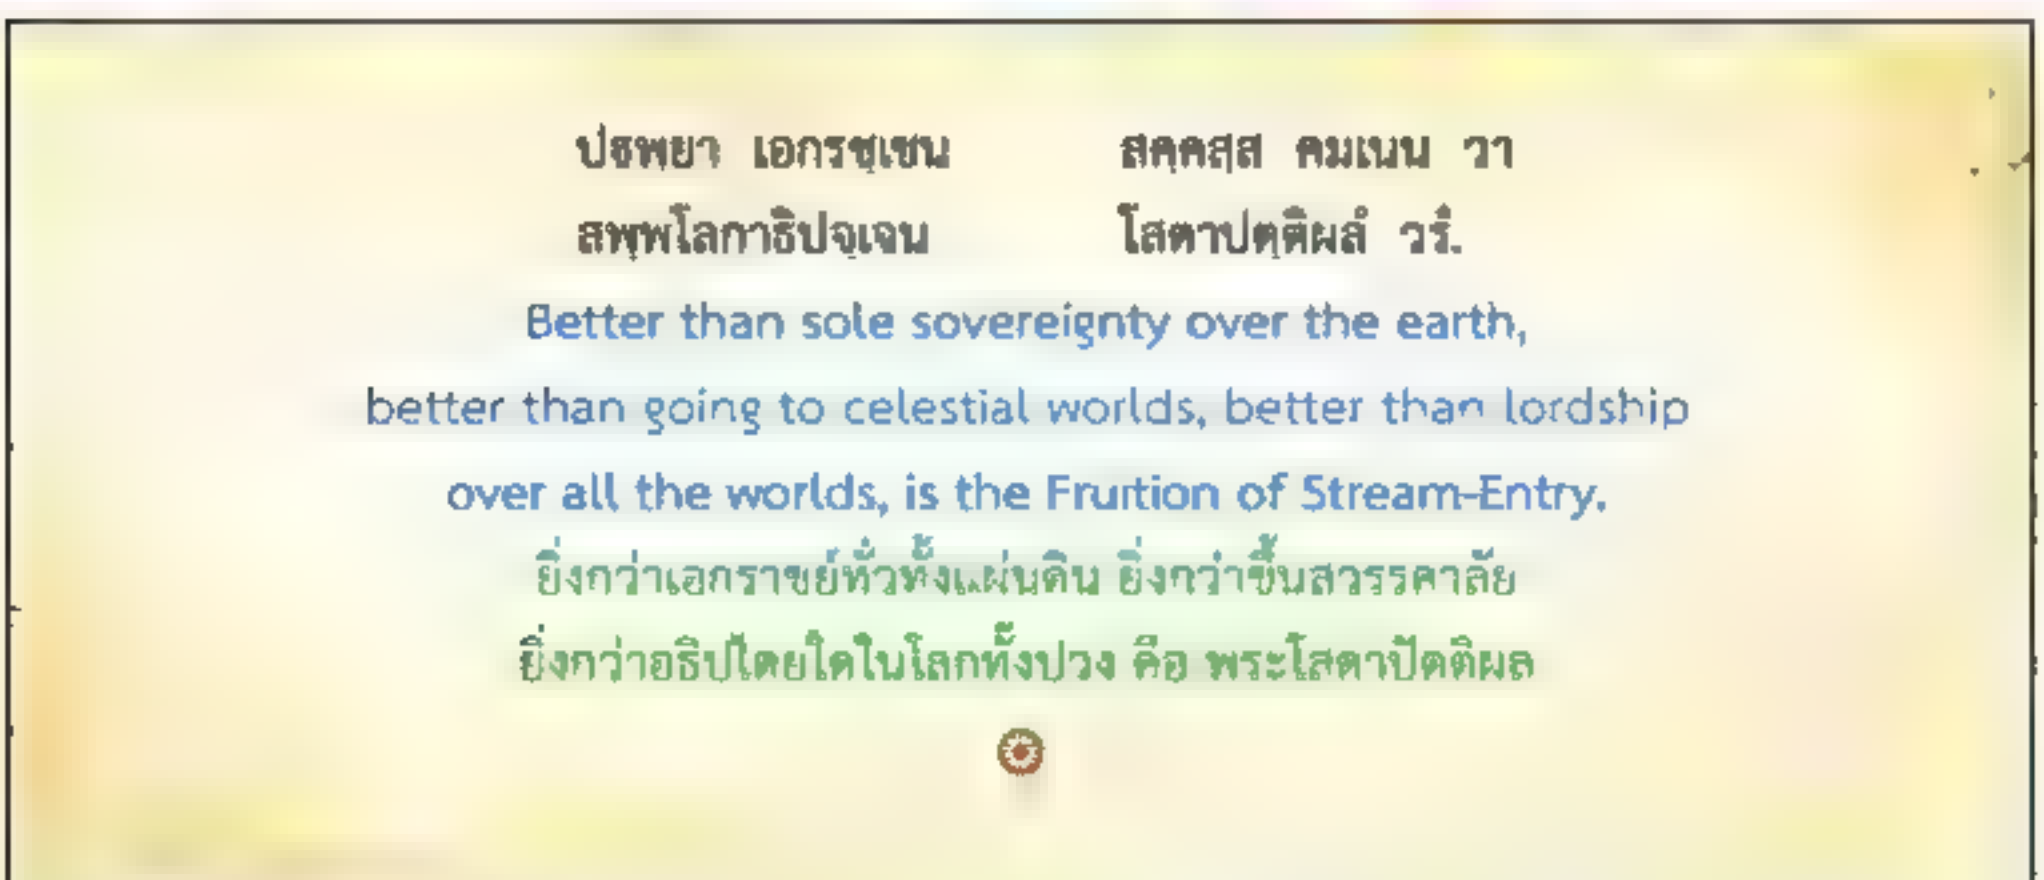 ปฐพฺยา เอกรชฺเชน สคฺคสฺส คมเนน วา
สพฺพโลกาธิปจฺเจน โสตาปตฺติผลํ วรํ.
Better than sole sovereignty over the earth,
better than going to celestial worlds, better than lordship
over all the worlds, is the Fruition of Stream-Entry.
ยิ่งกว่าเอกราชย์ทั่วทั้งแผ่นดิน ยิ่งกว่าขึ้นสวรรคาลัย
ยิ่งกว่าอธิปไตยใดในโลกทั้งปวง คือ พระโสดาปัตติผล